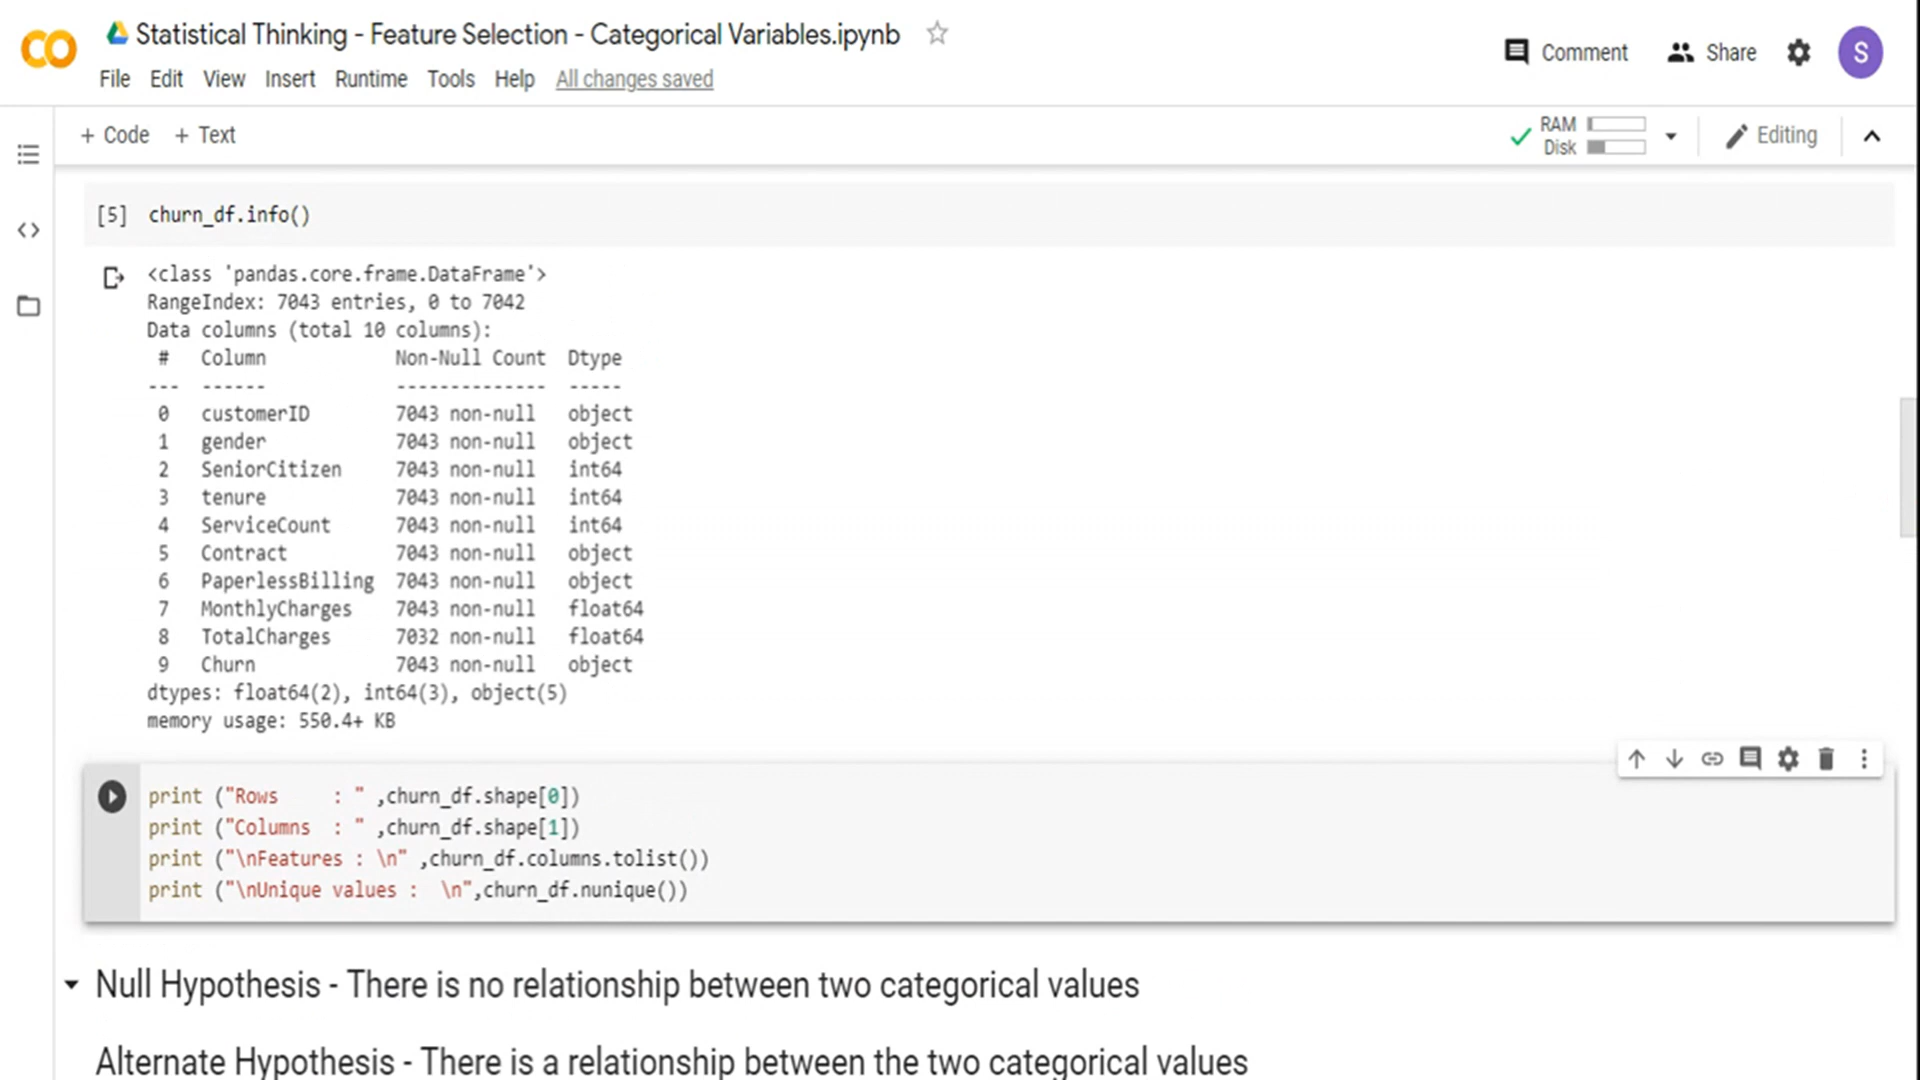 Statistical Thinking - Feature Selection - Categorical Variables.ipynb
Comment Share S
File Edit View Insert Runtime Tools Help All changes saved
+ Code + Text
RAM
Disk
Editing
[5] churn_df.info()
<class 'pandas.core.frame.DataFrame'>
RangeIndex: 7043 entries, 0 to 7042
Data columns (total 10 columns):
# Column Non-Null Count Dtype
--- ------ -------------- -----
0 customerID 7043 non-null object
1 gender 7043 non-null object
2 SeniorCitizen 7043 non-null int64
3 tenure 7043 non-null int64
4 ServiceCount 7043 non-null int64
5 Contract 7043 non-null object
6 PaperlessBilling 7043 non-null object
7 MonthlyCharges 7043 non-null float64
8 TotalCharges 7032 non-null float64
9 Churn 7043 non-null object
dtypes: float64(2), int64(3), object(5)
memory usage: 550.4+ KB
print ("Rows     : " ,churn_df.shape[0])
print ("Columns  : " ,churn_df.shape[1])
print ("\nFeatures : \n" ,churn_df.columns.tolist())
print ("\nUnique values :  \n",churn_df.nunique())
Null Hypothesis - There is no relationship between two categorical values
Alternate Hypothesis - There is a relationship between the two categorical values